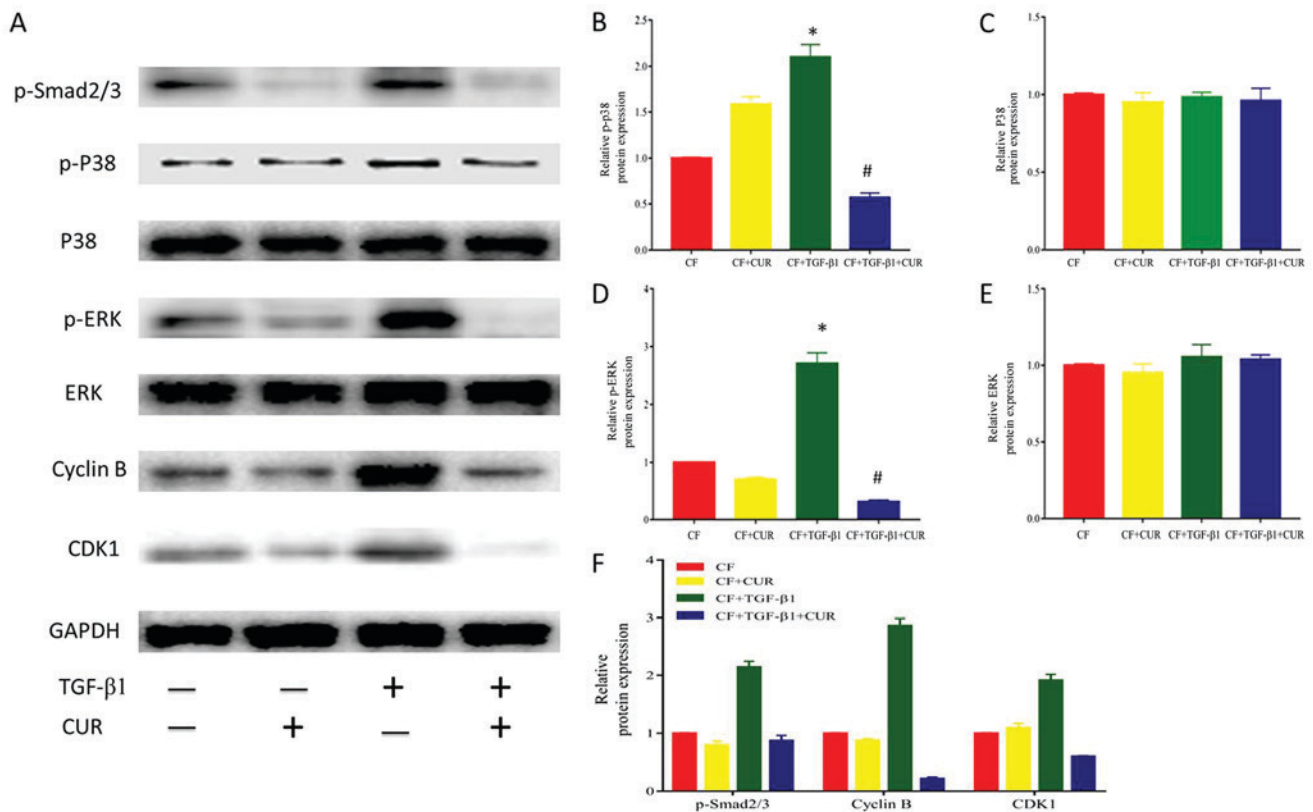 A
p-Smad2/3
p-P38
P38
p-ERK
ERK
Cyclin B
CDK1
GAPDH
TGF-β1 — — + +
CUR — + — +
B
Relative p-p38
protein expression
2.5
2.0
1.5
1.0
0.5
0.0
*
#
CF CF+CUR CF+TGF-β1 CF+TGF-β1+CUR
C
Relative P38
protein expression
1.5
1.0
0.5
0.0
CF CF+CUR CF+TGF-β1 CF+TGF-β1+CUR
D
Relative p-ERK
protein expression
4
3
2
1
0
*
#
CF CF+CUR CF+TGF-β1 CF+TGF-β1+CUR
E
Relative ERK
protein expression
1.5
1.0
0.5
0.0
CF CF+CUR CF+TGF-β1 CF+TGF-β1+CUR
F
CF
CF+CUR
CF+TGF-β1
CF+TGF-β1+CUR
Relative
protein expression
4
3
2
1
0
p-Smad2/3 Cyclin B CDK1